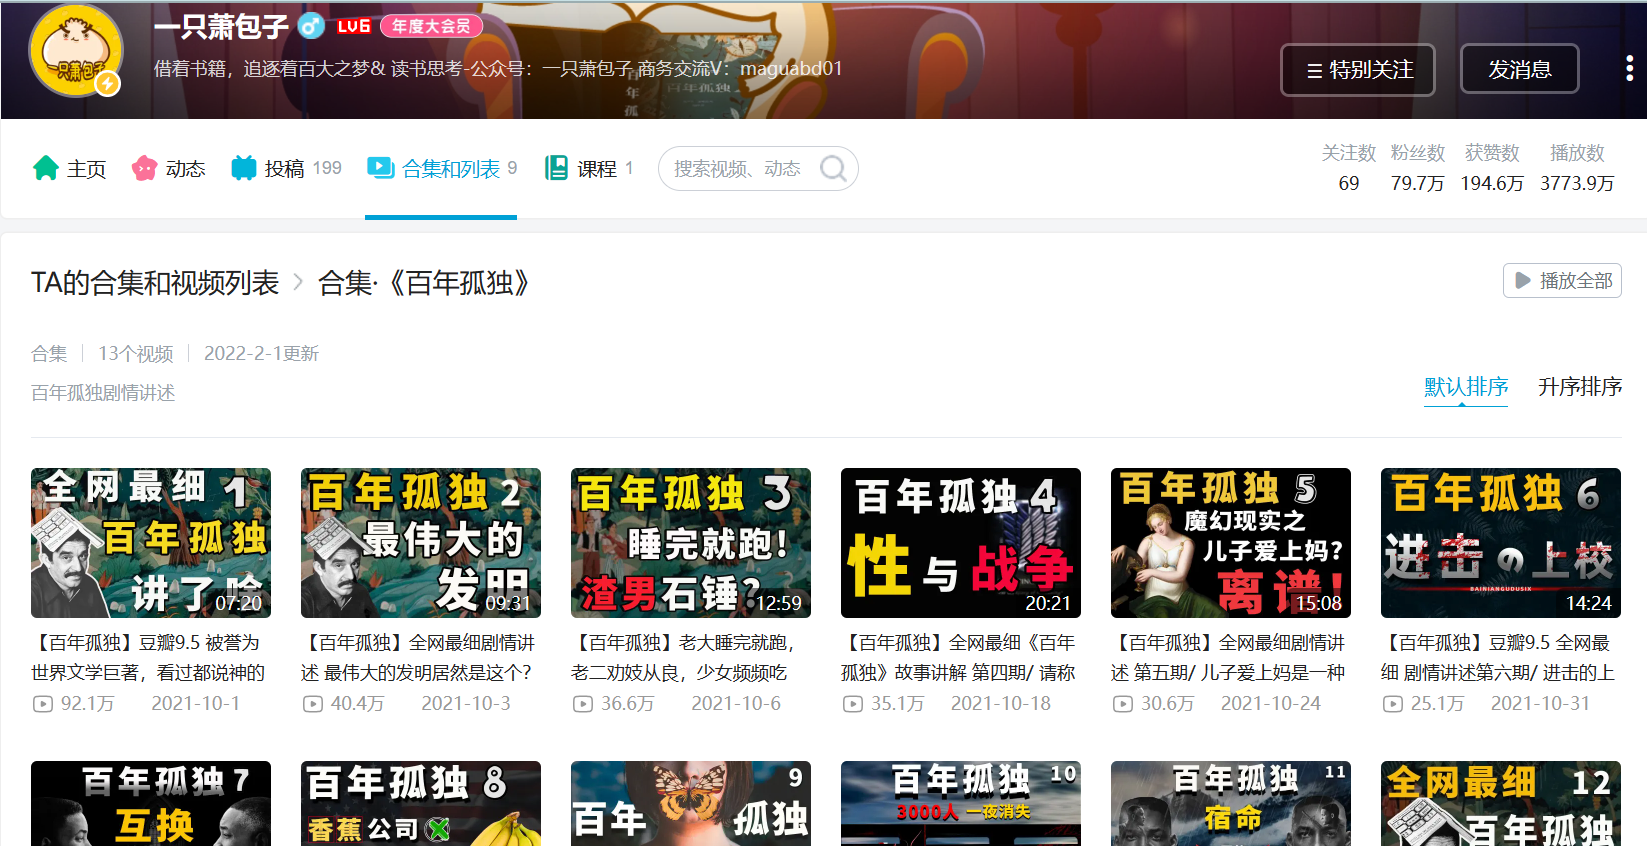 一只萧包子 LV6 年度大会员
借着书籍，追逐着百大之梦& 读书思考-公众号：一只萧包子 商务交流V：maguabd01
特别关注
发消息
主页
动态
投稿 199
合集和列表 9
课程 1
搜索视频、动态
关注数 粉丝数 获赞数 播放数
69 79.7万 194.6万 3773.9万
TA的合集和视频列表 > 合集·《百年孤独》
播放全部
合集 | 13个视频 | 2022-2-1更新
百年孤独剧情讲述
默认排序 升序排序
全网最细 1
百年孤独
讲了啥
07:20
【百年孤独】豆瓣9.5 被誉为
世界文学巨著，看过都说神的
92.1万 2021-10-1
百年孤独 2
最伟大的
发明
09:31
【百年孤独】全网最细剧情讲
述 最伟大的发明居然是这个？
40.4万 2021-10-3
百年孤独 3
睡完就跑!
渣男石锤?
12:59
【百年孤独】老大睡完就跑，
老二劝妓从良，少女频频吃
36.6万 2021-10-6
百年孤独 4
性与战争
20:21
【百年孤独】全网最细《百年
孤独》故事讲解 第四期/ 请称
35.1万 2021-10-18
百年孤独 5
魔幻现实之
儿子爱上妈?
离谱!
15:08
【百年孤独】全网最细剧情讲
述 第五期/ 儿子爱上妈是一种
30.6万 2021-10-24
百年孤独 6
进击の上校
BAINIANGUDUSIX
14:24
【百年孤独】豆瓣9.5 全网最
细 剧情讲述第六期/ 进击的上
25.1万 2021-10-31
百年孤独 7
互换
百年孤独 8
香蕉公司
9
百年 孤独
百年孤独 10
3000人 一夜消失
百年孤独 11
宿命
全网最细 12
百年孤独